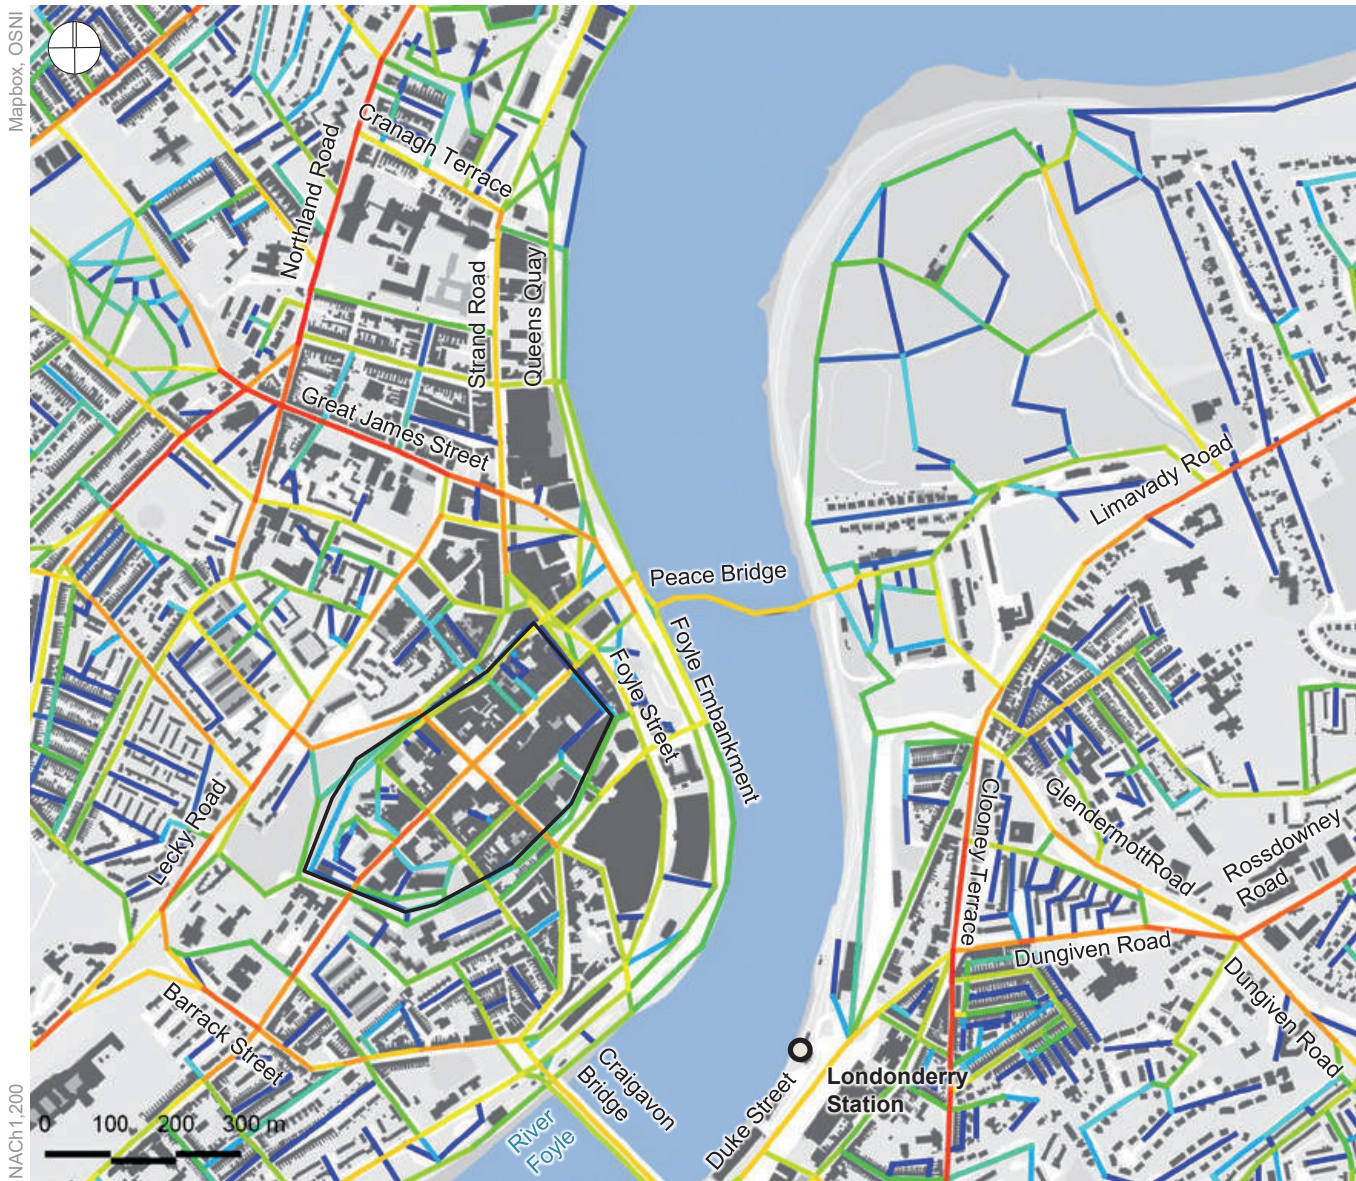 Mapbox, OSNI
Cranagh Terrace
Northland Road
Strand Road
Queens Quay
Great James Street
Limavady Road
Peace Bridge
Foyle Embankment
Foyle Street
Lecky Road
Clooney Terrace
GlendermottRoad
Rossdowney
Road
Dungiven Road
Dungiven Road
Barrack Street
Craigavon
Bridge
River
Foyle
Duke Street
Londonderry
Station
0 100 200 300 m
NACh1,200